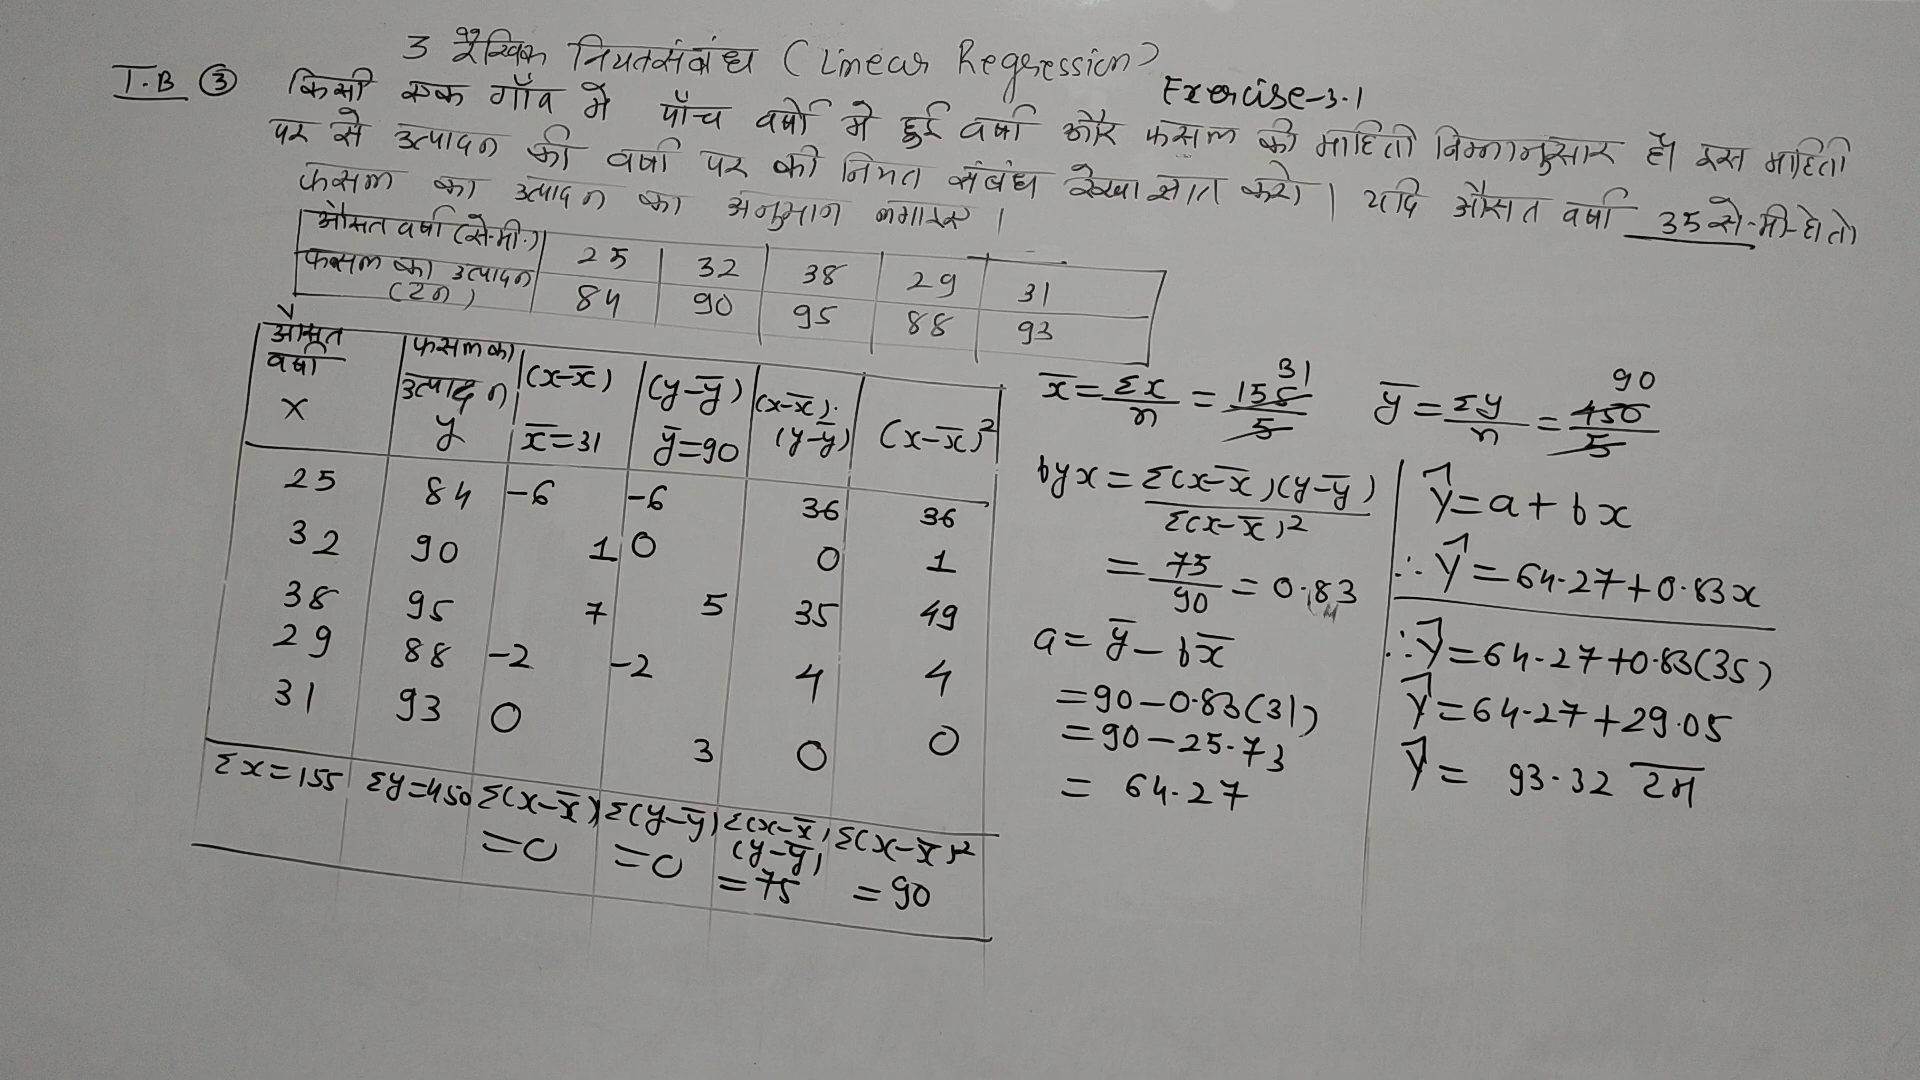 3 रैखिक नियतसंबंध (Linear Regression)
Exercise-3.1
T.B ③ किसी एक गाँव में पाँच वर्षो में हुई वर्षा और फसल की माहिती निम्नानुसार है। इस माहिती
पर से उत्पादन की वर्षा पर की नियत संबंध रेखा ज्ञात करो। यदि औसत वर्षा 35 से.मी. हो तो
फसल का उत्पादन का अनुमान लगाइए।
औसत वर्षा (से.मी.) 25 32 38 29 31
फसल का उत्पादन (टन) 84 90 95 88 93
औसत वर्षा x | फसल का उत्पादन y | (x-x̅) x̅=31 | (y-y̅) y̅=90 | (x-x̅).(y-y̅) | (x-x̅)²
25 84 -6 -6 36 36
32 90 1 0 0 1
38 95 7 5 35 49
29 88 -2 -2 4 4
31 93 0 3 0 0
Σx=155 Σy=450 Σ(x-x̅)=0 Σ(y-y̅)=0 Σ(x-x̅)(y-y̅)=75 Σ(x-x̅)²=90
x̅ = Σx/n = 155/5 31
y̅ = Σy/n = 450/5 90
byx = Σ(x-x̅)(y-y̅) / Σ(x-x̅)²
= 75/90 = 0.83
a = y̅ - bx̅
= 90 - 0.83(31)
= 90 - 25.73
= 64.27
Ŷ = a + bx
∴ Ŷ = 64.27 + 0.83x
∴ Ŷ = 64.27 + 0.83(35)
Ŷ = 64.27 + 29.05
Ŷ = 93.32 टन